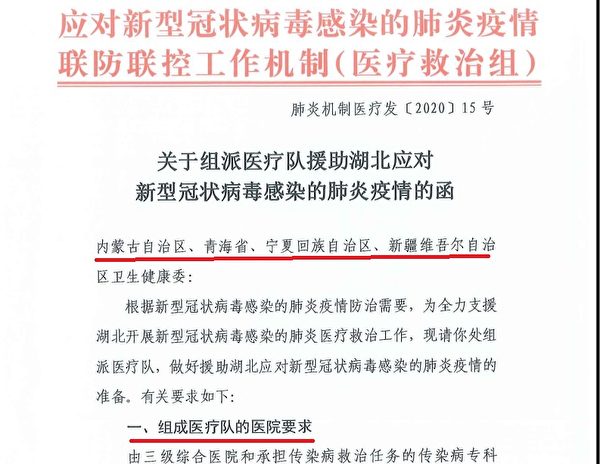 应对新型冠状病毒感染的肺炎疫情
联防联控工作机制(医疗救治组)
肺炎机制医疗发〔2020〕15号
关于组派医疗队援助湖北应对
新型冠状病毒感染的肺炎疫情的函
内蒙古自治区、青海省、宁夏回族自治区、新疆维吾尔自治
区卫生健康委:
根据新型冠状病毒感染的肺炎疫情防治需要，为全力支援
湖北开展新型冠状病毒感染的肺炎医疗救治工作，现请你处组
派医疗队，做好援助湖北应对新型冠状病毒感染的肺炎疫情的
准备。有关要求如下:
一、组成医疗队的医院要求
由三级综合医院和承担传染病救治任务的传染病专科